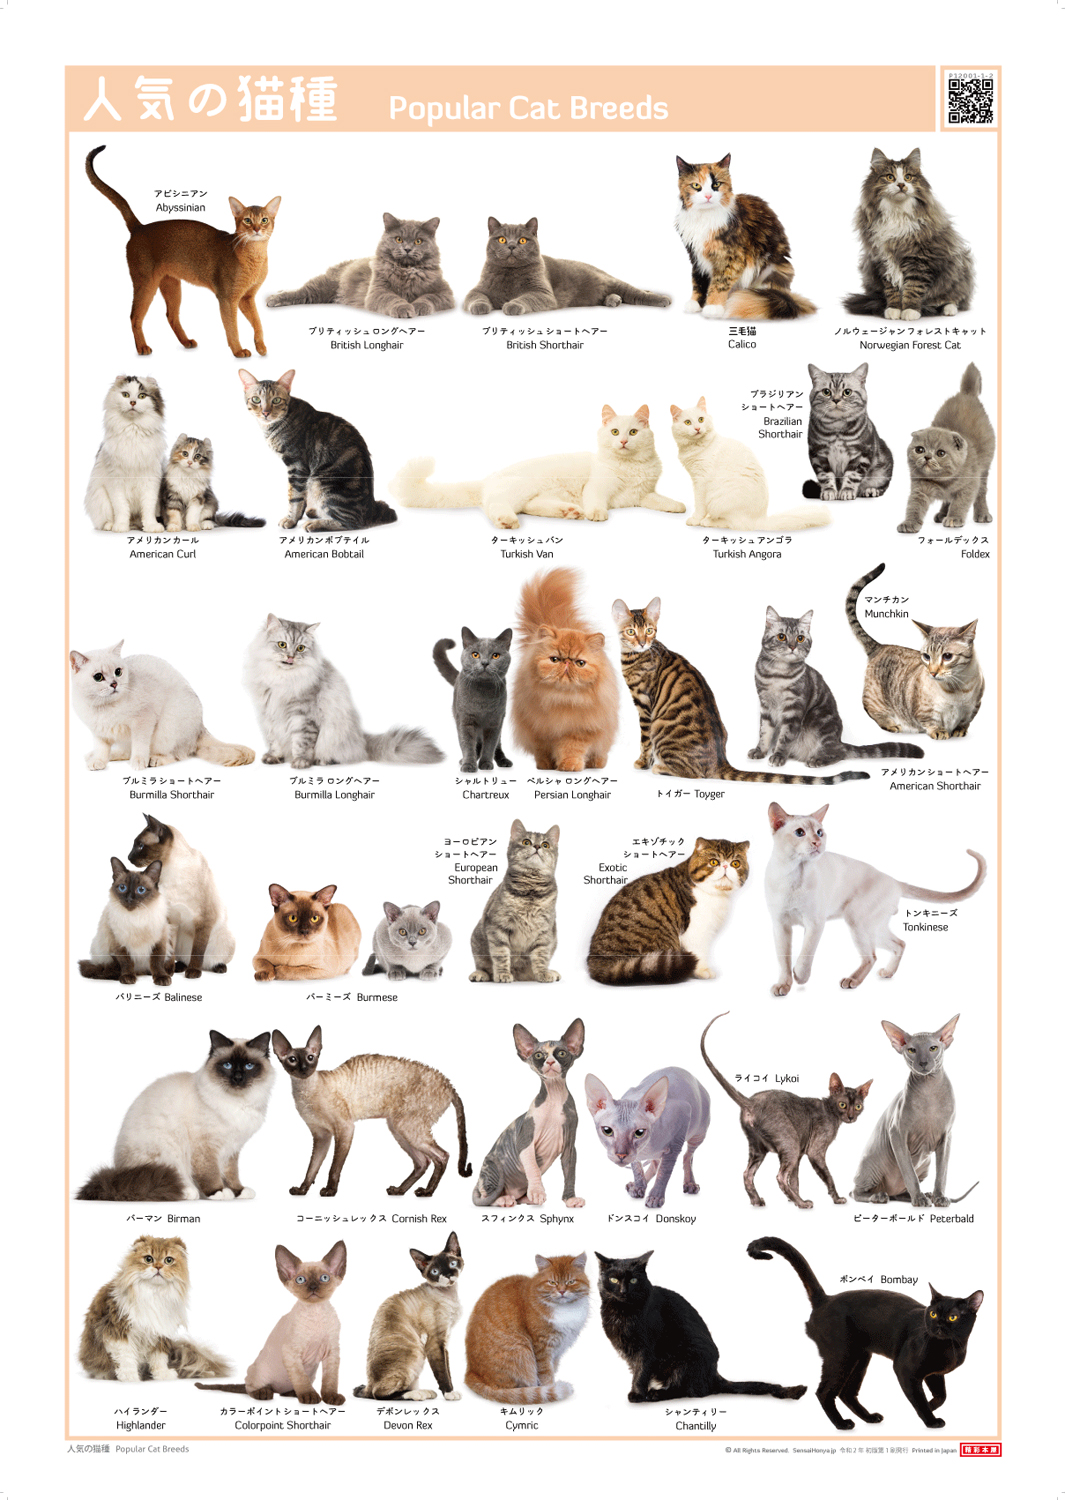 人気の猫種 Popular Cat Breeds
P12001-1-2
アビシニアン
Abyssinian
ブリティッシュロングヘアー
British Longhair
ブリティッシュショートヘアー
British Shorthair
三毛猫
Calico
ノルウェージャンフォレストキャット
Norwegian Forest Cat
アメリカンカール
American Curl
アメリカンボブテイル
American Bobtail
ターキッシュバン
Turkish Van
ターキッシュアンゴラ
Turkish Angora
ブラジリアン
ショートヘアー
Brazilian
Shorthair
フォールデックス
Foldex
ブルミラショートヘアー
Burmilla Shorthair
ブルミラ ロングヘアー
Burmilla Longhair
シャルトリュー
Chartreux
ペルシャ ロングヘアー
Persian Longhair
トイガー Toyger
マンチカン
Munchkin
アメリカンショートヘアー
American Shorthair
バリニーズ Balinese
バーミーズ Burmese
ヨーロピアン
ショートヘアー
European
Shorthair
エキゾチック
ショートヘアー
Exotic
Shorthair
トンキニーズ
Tonkinese
バーマン Birman
コーニッシュレックス Cornish Rex
スフィンクス Sphynx
ドンスコイ Donskoy
ライコイ Lykoi
ピーターボールド Peterbald
ハイランダー
Highlander
カラーポイントショートヘアー
Colorpoint Shorthair
デボンレックス
Devon Rex
キムリック
Cymric
シャンティリー
Chantilly
ボンベイ Bombay
人気の猫種 Popular Cat Breeds
© All Rights Reserved. SensaiHonya.jp 令和2年 初版第1刷発行 Printed in Japan 精彩本屋